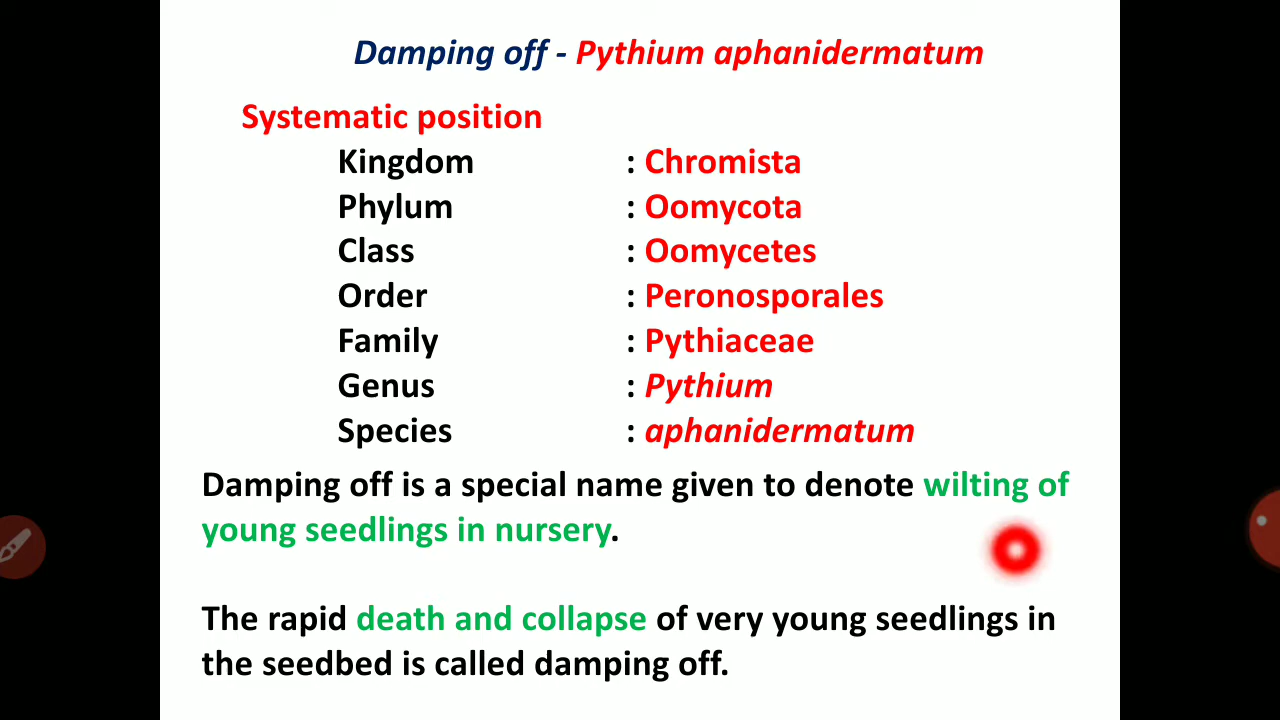 Damping off - Pythium aphanidermatum
Systematic position
Kingdom : Chromista
Phylum : Oomycota
Class : Oomycetes
Order : Peronosporales
Family : Pythiaceae
Genus : Pythium
Species : aphanidermatum
Damping off is a special name given to denote wilting of
young seedlings in nursery.
The rapid death and collapse of very young seedlings in
the seedbed is called damping off.